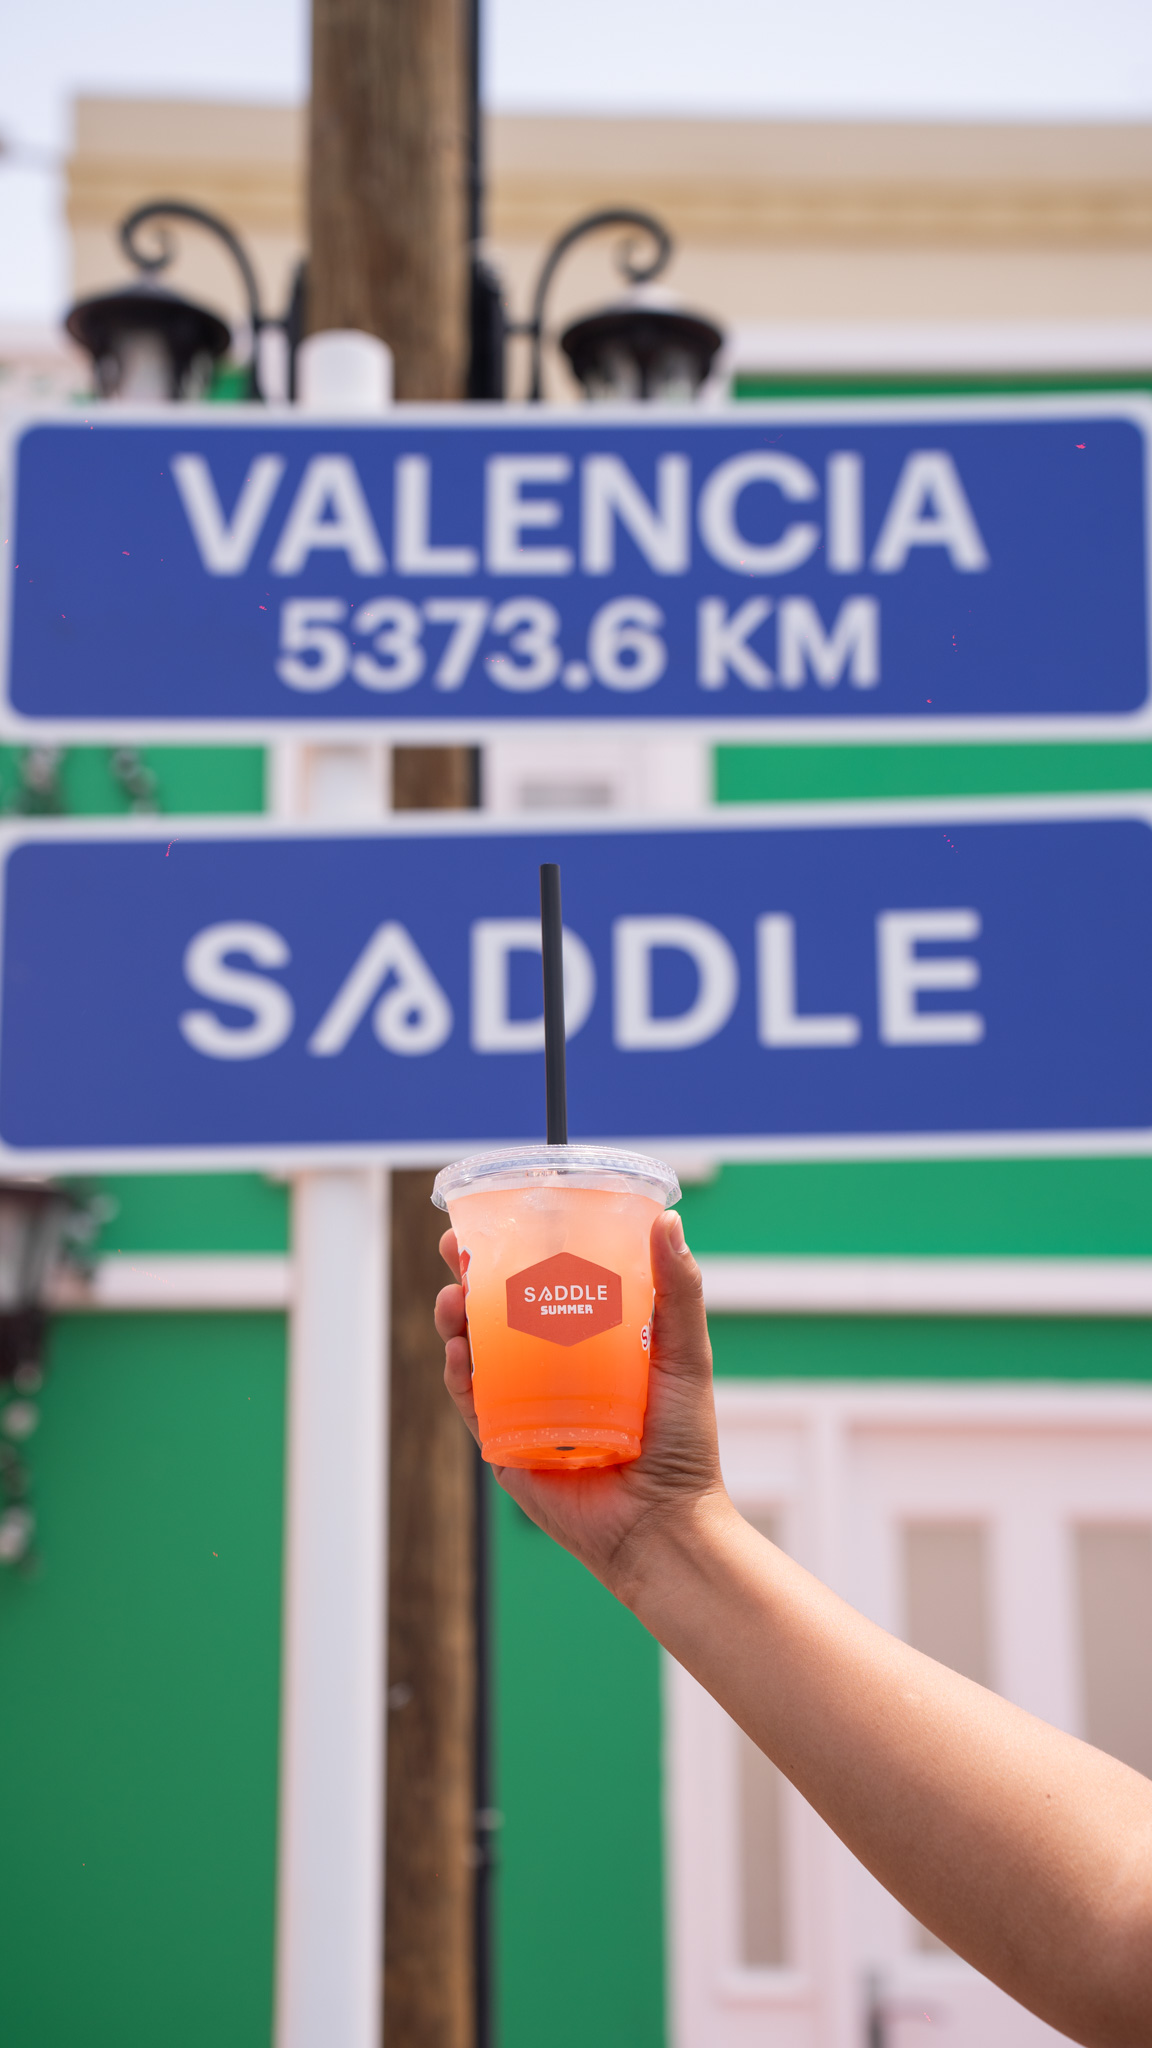 VALENCIA
5373.6 KM
SADDLE
SADDLE
SUMMER